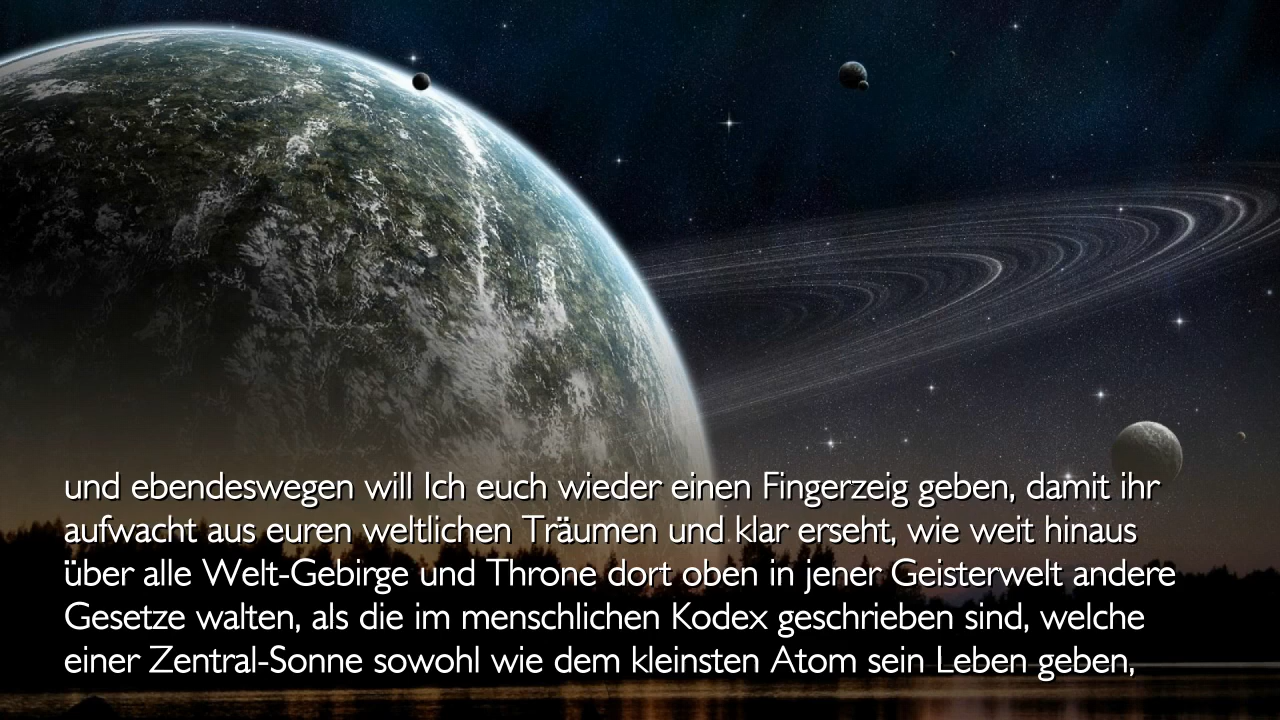 und ebendeswegen will Ich euch wieder einen Fingerzeig geben, damit ihr
aufwacht aus euren weltlichen Träumen und klar erseht, wie weit hinaus
über alle Welt-Gebirge und Throne dort oben in jener Geisterwelt andere
Gesetze walten, als die im menschlichen Kodex geschrieben sind, welche
einer Zentral-Sonne sowohl wie dem kleinsten Atom sein Leben geben,